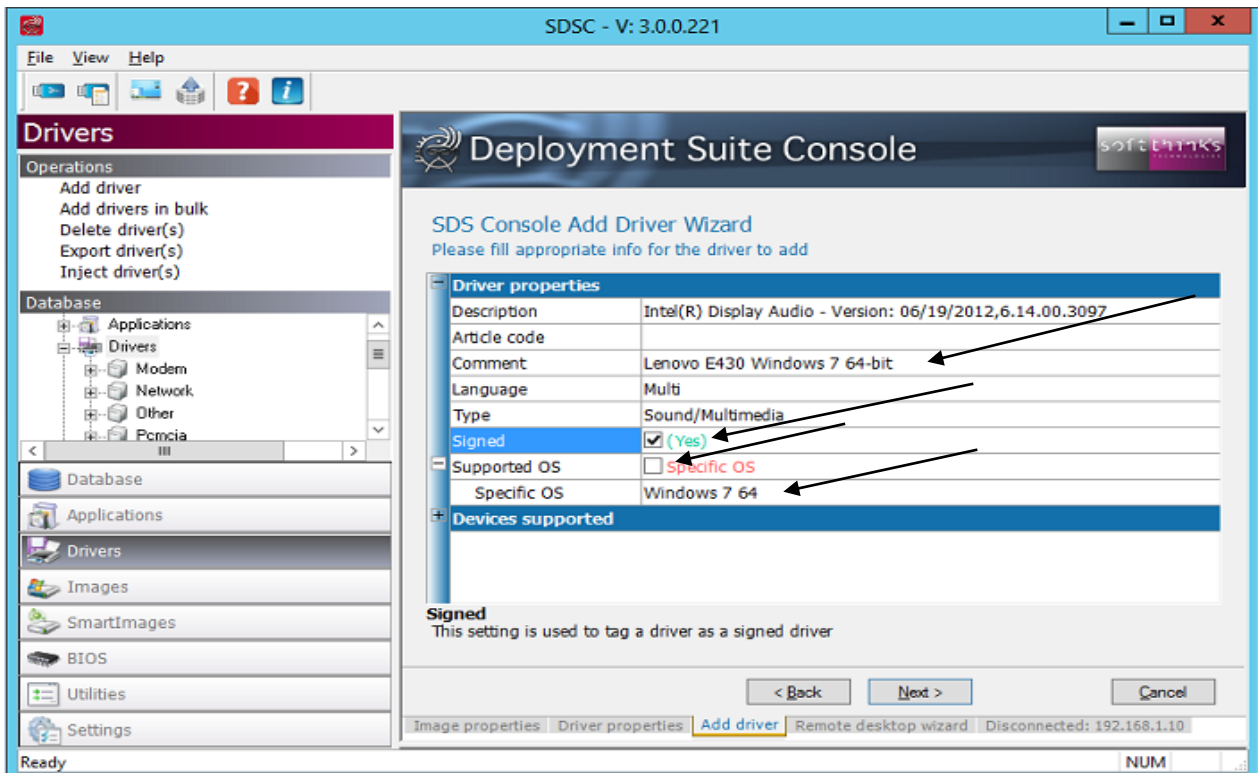 SDSC - V: 3.0.0.221
File View Help
Drivers
Operations
Add driver
Add drivers in bulk
Delete driver(s)
Export driver(s)
Inject driver(s)
Database
Applications
Drivers
Modem
Network
Other
Pcmcia
Database
Applications
Drivers
Images
SmartImages
BIOS
Utilities
Settings
Deployment Suite Console
softthinks
TECHNOLOGIES
SDS Console Add Driver Wizard
Please fill appropriate info for the driver to add
Driver properties
Description Intel(R) Display Audio - Version: 06/19/2012,6.14.00.3097
Article code
Comment Lenovo E430 Windows 7 64-bit
Language Multi
Type Sound/Multimedia
Signed (Yes)
Supported OS Specific OS
Specific OS Windows 7 64
Devices supported
Signed
This setting is used to tag a driver as a signed driver
< Back Next > Cancel
Image properties Driver properties Add driver Remote desktop wizard Disconnected: 192.168.1.10
Ready NUM